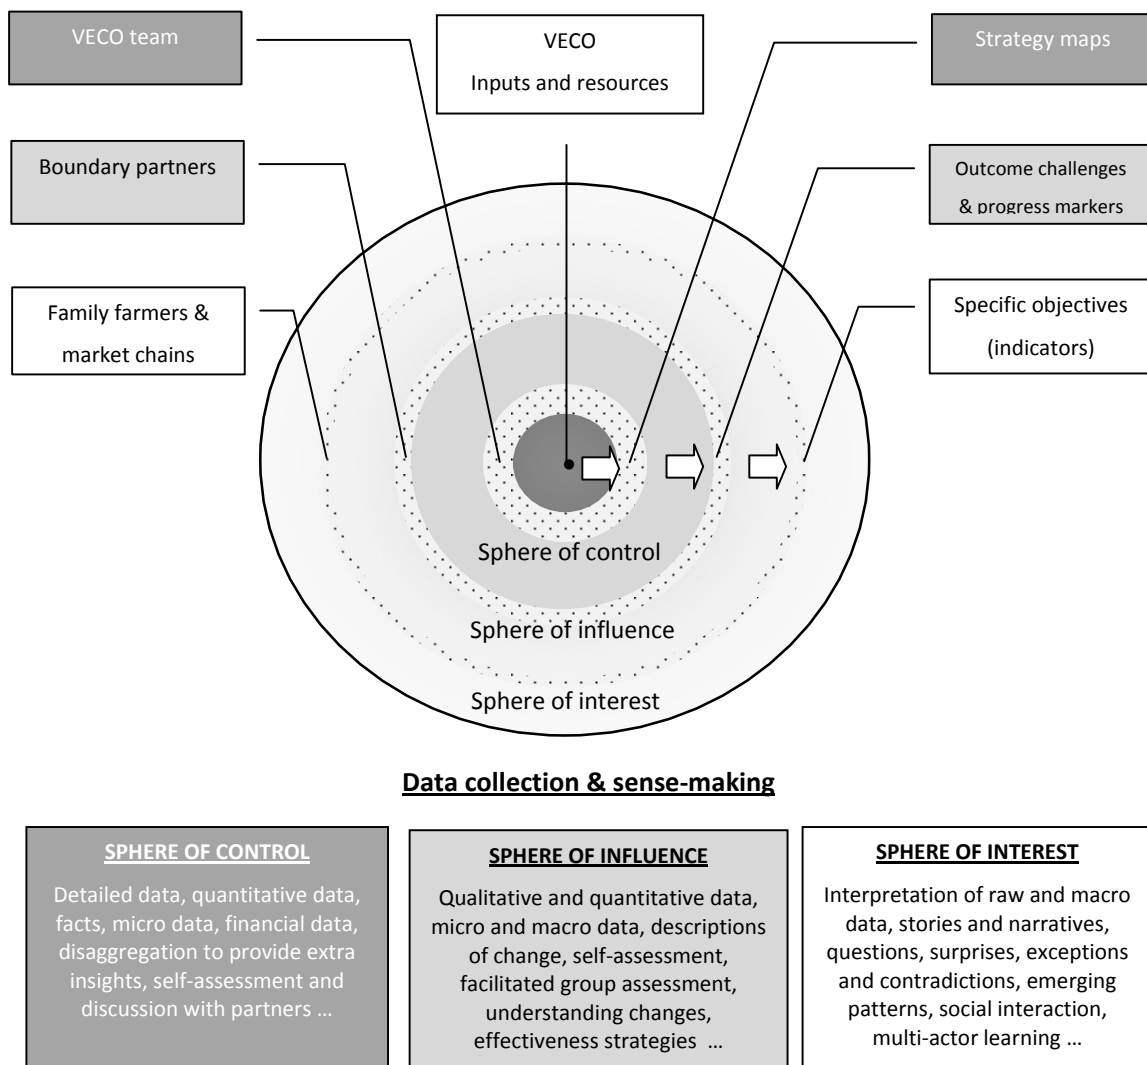 VECO team
VECO
Inputs and resources
Strategy maps
Boundary partners
Outcome challenges
& progress markers
Family farmers &
market chains
Specific objectives
(indicators)
Sphere of control
Sphere of influence
Sphere of interest
Data collection & sense-making
SPHERE OF CONTROL
Detailed data, quantitative data,
facts, micro data, financial data,
disaggregation to provide extra
insights, self-assessment and
discussion with partners ...
SPHERE OF INFLUENCE
Qualitative and quantitative data,
micro and macro data, descriptions
of change, self-assessment,
facilitated group assessment,
understanding changes,
effectiveness strategies ...
SPHERE OF INTEREST
Interpretation of raw and macro
data, stories and narratives,
questions, surprises, exceptions
and contradictions, emerging
patterns, social interaction,
multi-actor learning ...